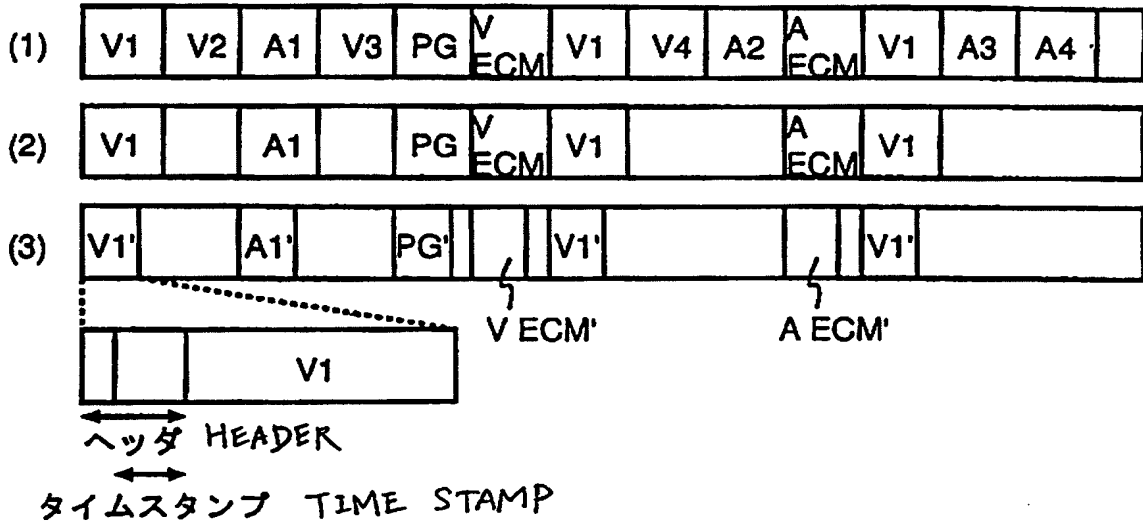 (1) V1 V2 A1 V3 PG V ECM V1 V4 A2 A ECM V1 A3 A4
(2) V1 A1 PG V ECM V1 A ECM V1
(3) V1' A1' PG' V1' V1'
V ECM' A ECM'
V1
ヘッダ HEADER
タイムスタンプ TIME STAMP